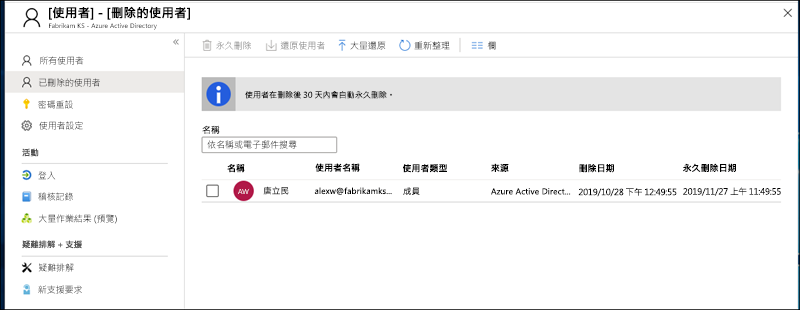 [使用者] - [刪除的使用者]
Fabrikam KS - Azure Active Directory
«
所有使用者
已刪除的使用者
密碼重設
使用者設定
活動
登入
稽核記錄
大量作業結果 (預覽)
疑難排解 + 支援
疑難排解
新支援要求
永久刪除 還原使用者 大量還原 重新整理 欄
使用者在刪除後 30 天內會自動永久刪除。
名稱
依名稱或電子郵件搜尋
名稱 使用者名稱 使用者類型 來源 刪除日期 永久刪除日期
AW 唐立民 alexw@fabrikamks... 成員 Azure Active Direct... 2019/10/28 下午 12:49:55 2019/11/27 上午 11:49:55